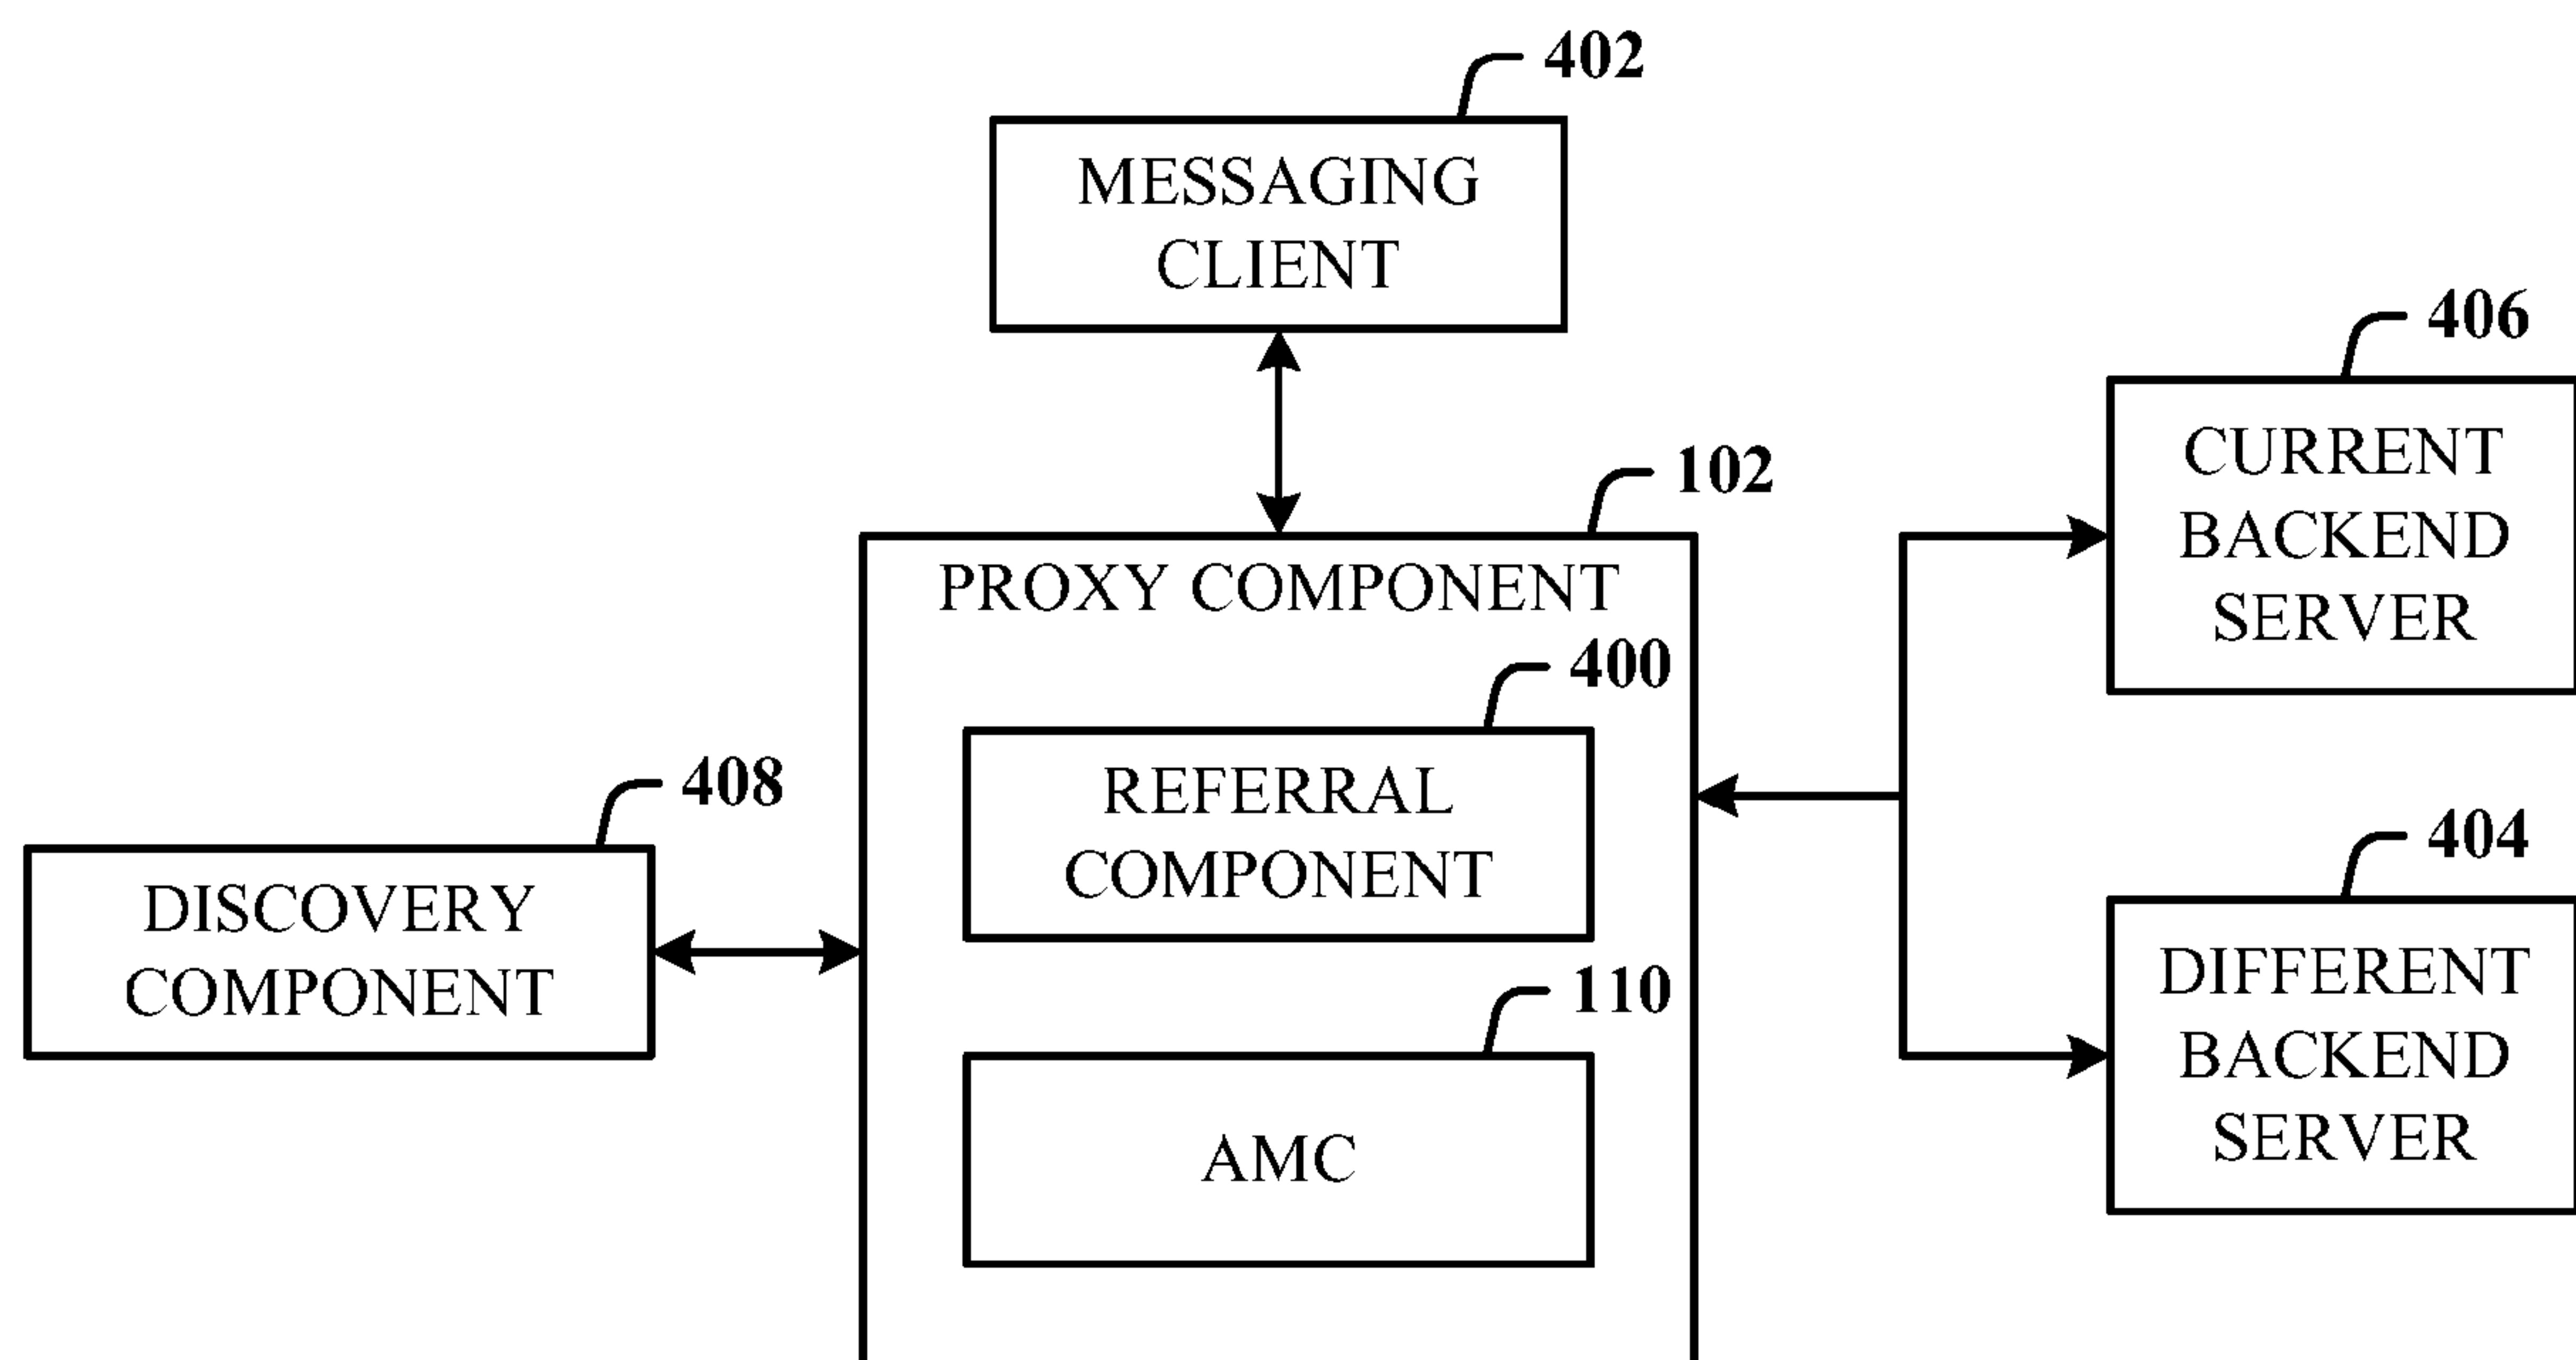 402
MESSAGING
CLIENT
406
CURRENT
BACKEND
SERVER
102
PROXY COMPONENT
400
REFERRAL
COMPONENT
408
DISCOVERY
COMPONENT
404
DIFFERENT
BACKEND
SERVER
110
AMC